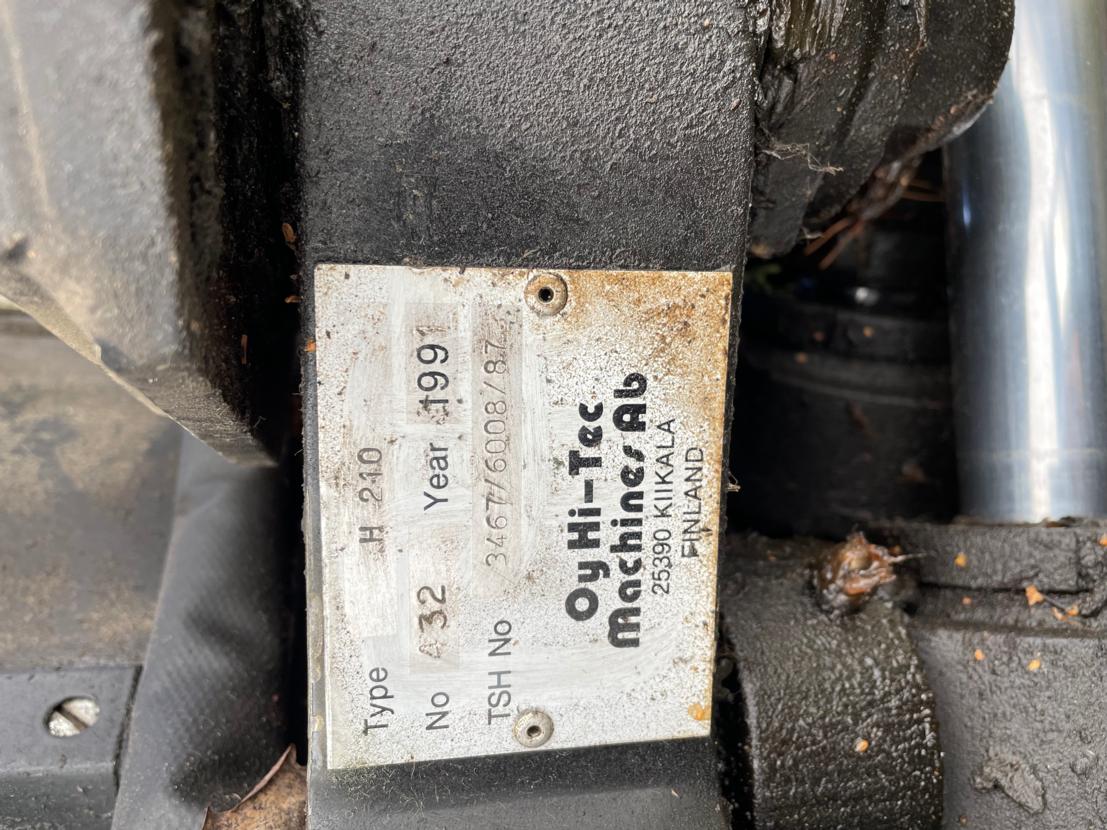 Type H 210
No 432 Year 1991
TSH No 3467/6008/87
Oy Hi-Tec
Machines Ab
25390 KIIKALA
FINLAND